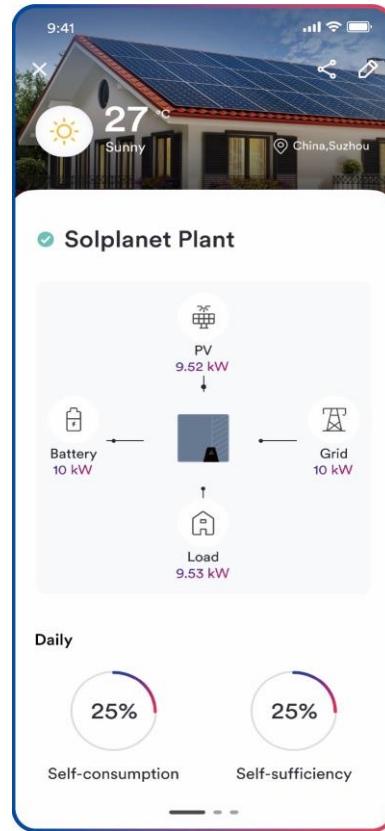 9:41
27 °C
Sunny
China,Suzhou
Solplanet Plant
PV
9.52 kW
Battery
10 kW
Grid
10 kW
Load
9.53 kW
Daily
25%
25%
Self-consumption
Self-sufficiency